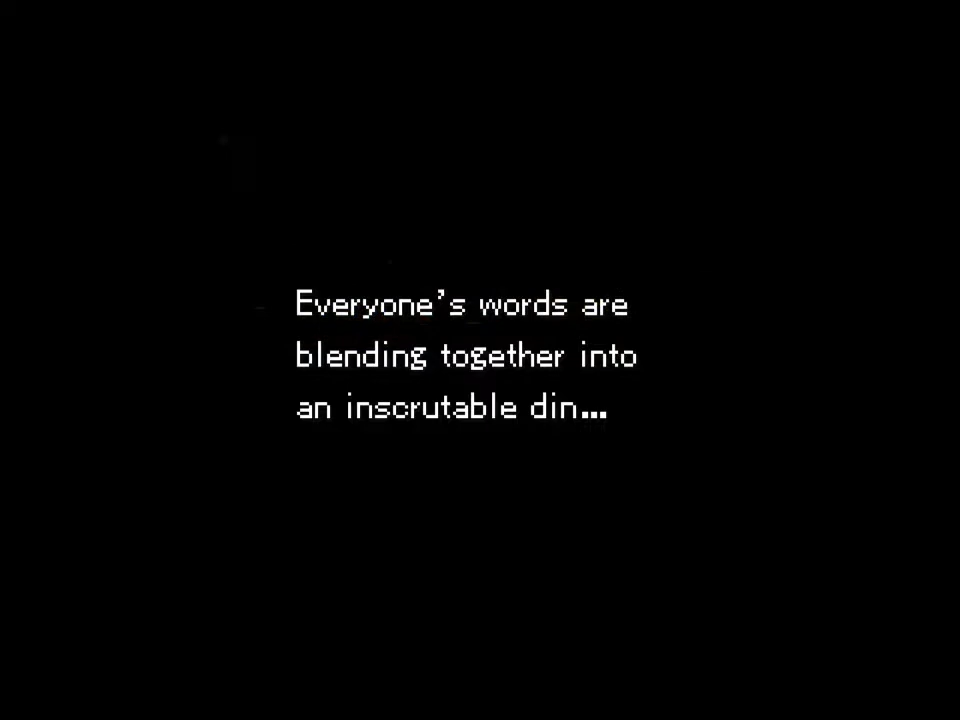 Everyone's words are
blending together into
an inscrutable din...